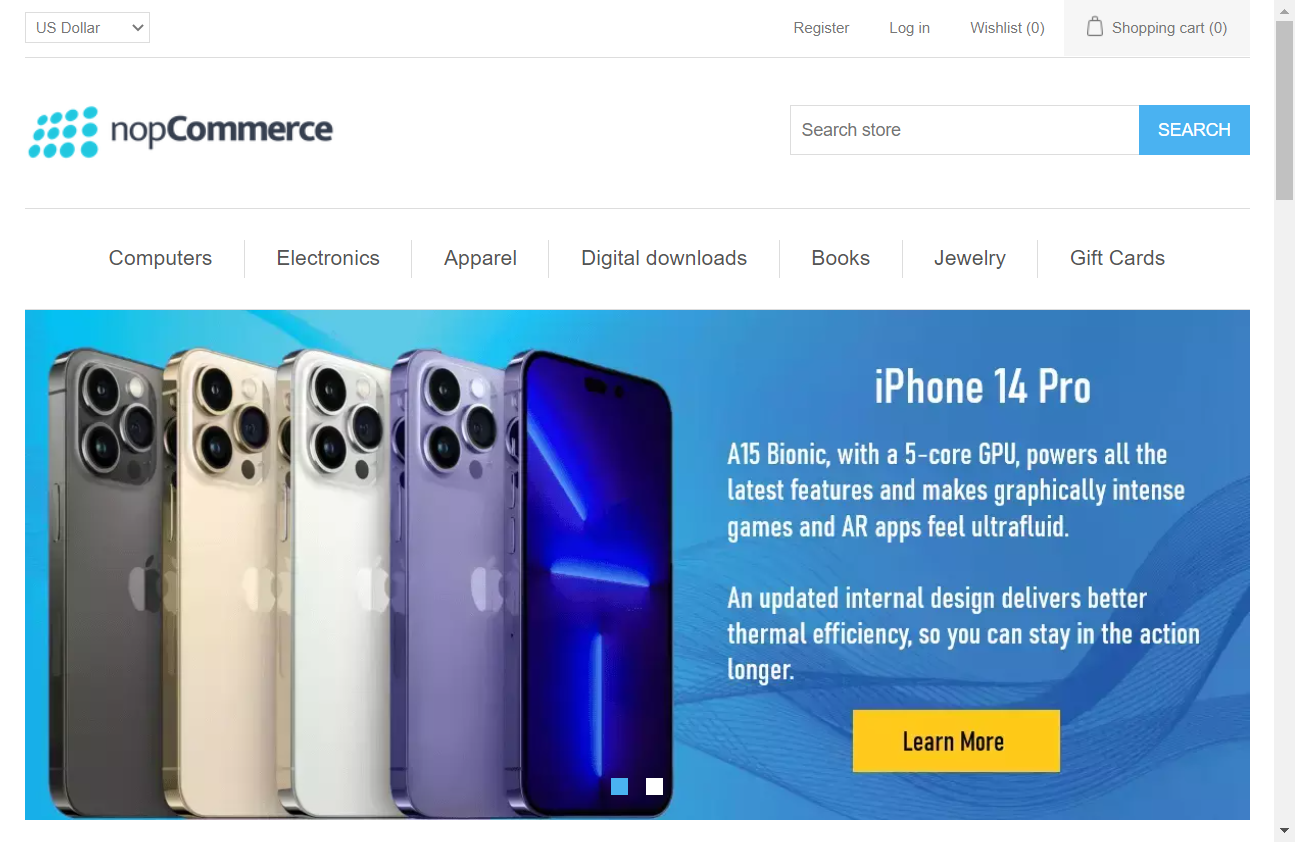 US Dollar
Register
Log in
Wishlist (0)
Shopping cart (0)
nopCommerce
Search store
SEARCH
Computers
Electronics
Apparel
Digital downloads
Books
Jewelry
Gift Cards
iPhone 14 Pro
A15 Bionic, with a 5-core GPU, powers all the
latest features and makes graphically intense
games and AR apps feel ultrafluid.
An updated internal design delivers better
thermal efficiency, so you can stay in the action
longer.
Learn More